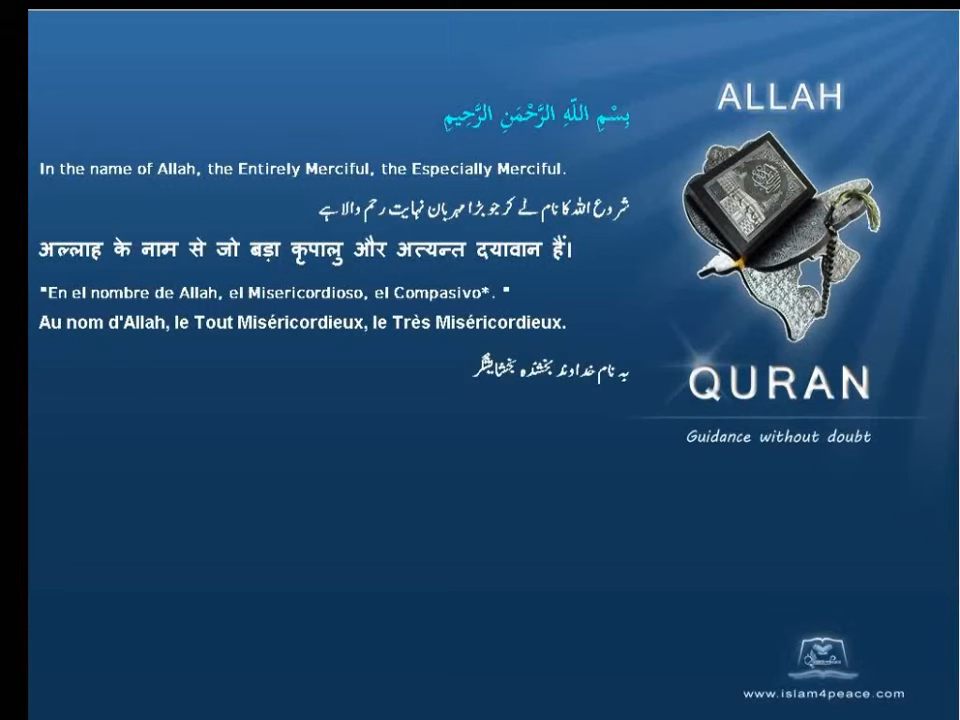 بِسْمِ اللَّهِ الرَّحْمَنِ الرَّحِيمِ
In the name of Allah, the Entirely Merciful, the Especially Merciful.
شروع اللہ کا نام لے کر جو بڑا مہربان نہایت رحم والا ہے
अल्लाह के नाम से जो बड़ा कृपालु और अत्यन्त दयावान हैं।
"En el nombre de Allah, el Misericordioso, el Compasivo*. "
Au nom d'Allah, le Tout Miséricordieux, le Très Miséricordieux.
به نام خداوند بخشنده بخشایشگر
ALLAH
QURAN
Guidance without doubt
www.islam4peace.com